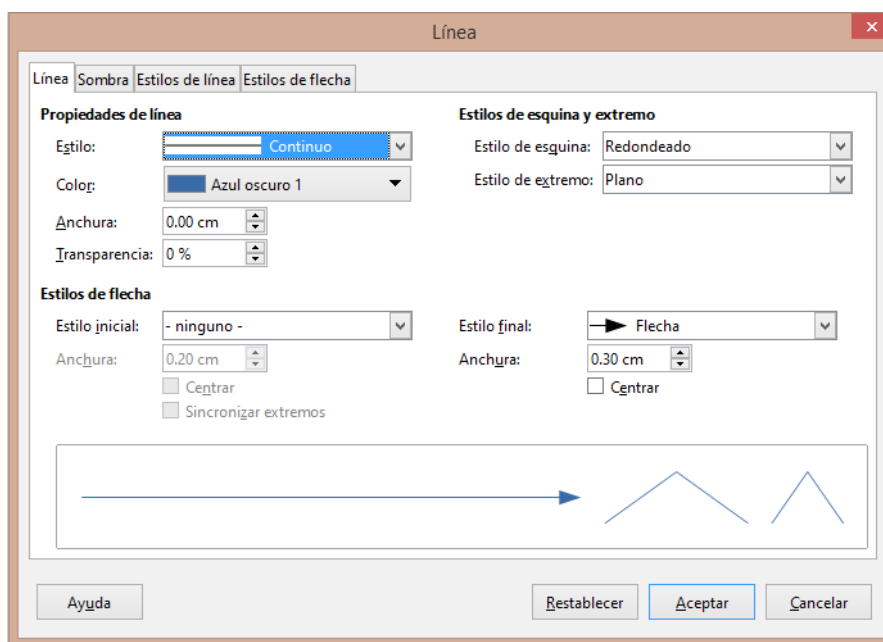 Línea
Línea Sombra Estilos de línea Estilos de flecha
Propiedades de línea
Estilo: Continuo
Color: Azul oscuro 1
Anchura: 0.00 cm
Transparencia: 0 %
Estilos de esquina y extremo
Estilo de esquina: Redondeado
Estilo de extremo: Plano
Estilos de flecha
Estilo inicial: - ninguno -
Anchura: 0.20 cm
Centrar
Sincronizar extremos
Estilo final: Flecha
Anchura: 0.30 cm
Centrar
Ayuda Restablecer Aceptar Cancelar